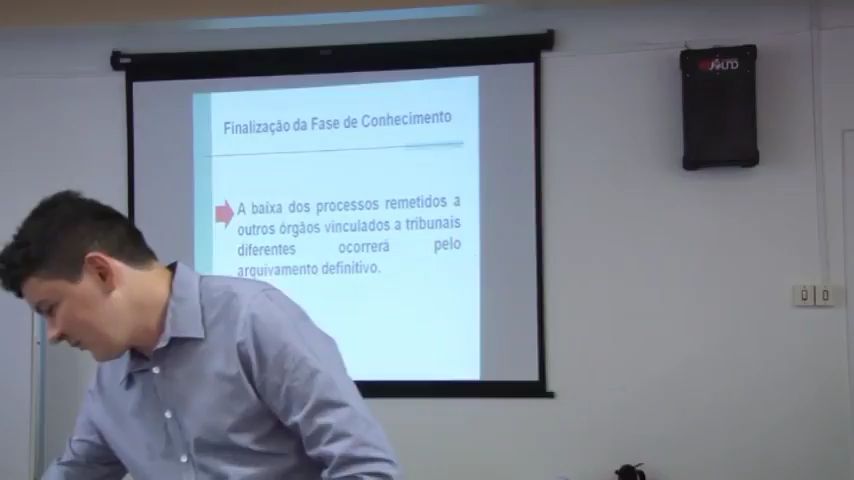 Finalização da Fase de Conhecimento
A baixa dos processos remetidos a
outros órgãos vinculados a tribunais
diferentes ocorrerá pelo
arquivamento definitivo.